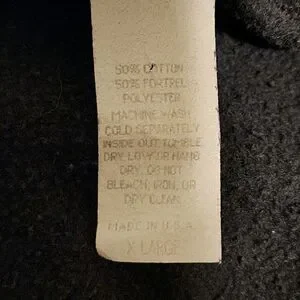 50% COTTON
50% FORTREL
POLYESTER
MACHINE WASH
COLD SEPARATELY
INSIDE OUT TUMBLE
DRY LOW OR HAND
DRY. DO NOT
BLEACH, IRON, OR
DRY CLEAN.
MADE IN U.S.A.
X LARGE